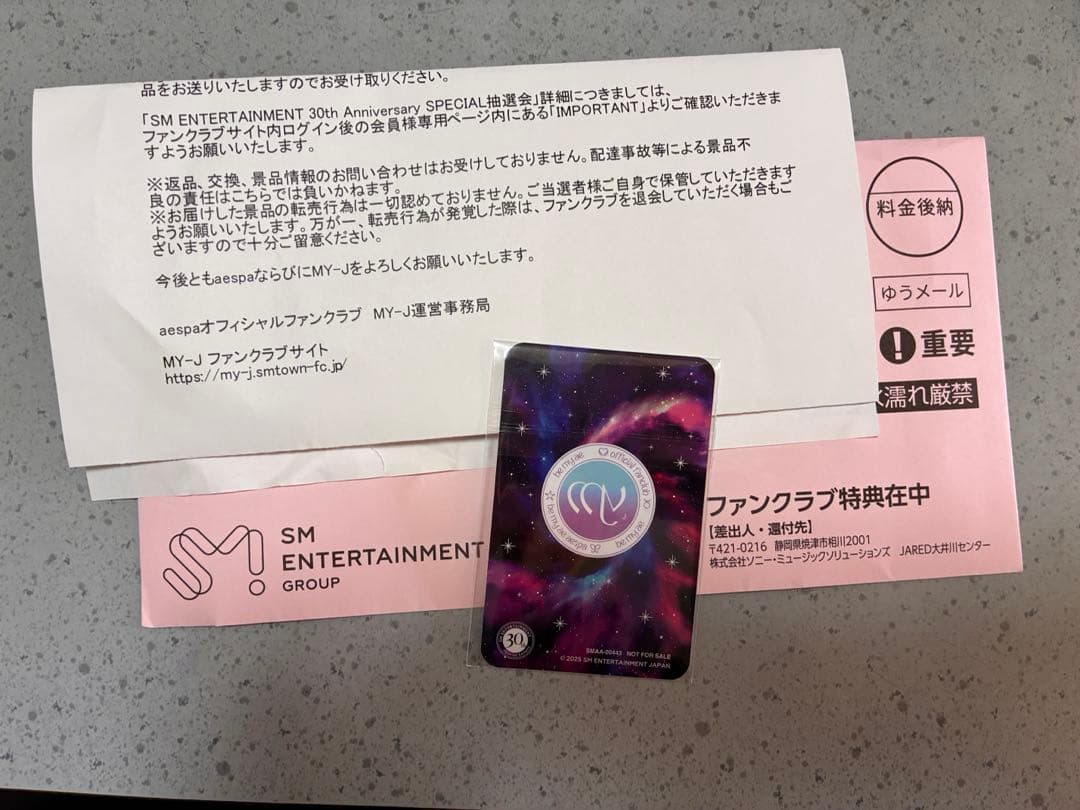 品をお送りいたしますのでお受け取りください。
「SM ENTERTAINMENT 30th Anniversary SPECIAL抽選会」詳細につきましては、
ファンクラブサイト内ログイン後の会員様専用ページ内にある「IMPORTANT」よりご確認いただきま
すようお願いいたします。
※返品、交換、景品情報のお問い合わせはお受けしておりません。配達事故等による景品不
良の責任はこちらでは負いかねます。
※お届けした景品の転売行為は一切認めておりません。ご当選者様ご自身で保管していただきます
ようお願いいたします。万が一、転売行為が発覚した際は、ファンクラブを退会していただく場合もご
ざいますので十分ご留意ください。
今後ともaespaならびにMY-Jをよろしくお願いいたします。
aespaオフィシャルファンクラブ MY-J運営事務局
MY-J ファンクラブサイト
https://my-j.smtown-fc.jp/
料金後納
ゆうメール
! 重要
水濡れ厳禁
SM!
SM
ENTERTAINMENT
GROUP
ファンクラブ特典在中
【差出人・還付先】
〒421-0216 静岡県焼津市相川2001
株式会社ソニー・ミュージックソリューションズ JARED大井川センター
be my ae
official fanclub
be my ae
be my ae aespa
my
30
SMAA-00443 NOT FOR SALE
© 2025 SM ENTERTAINMENT JAPAN